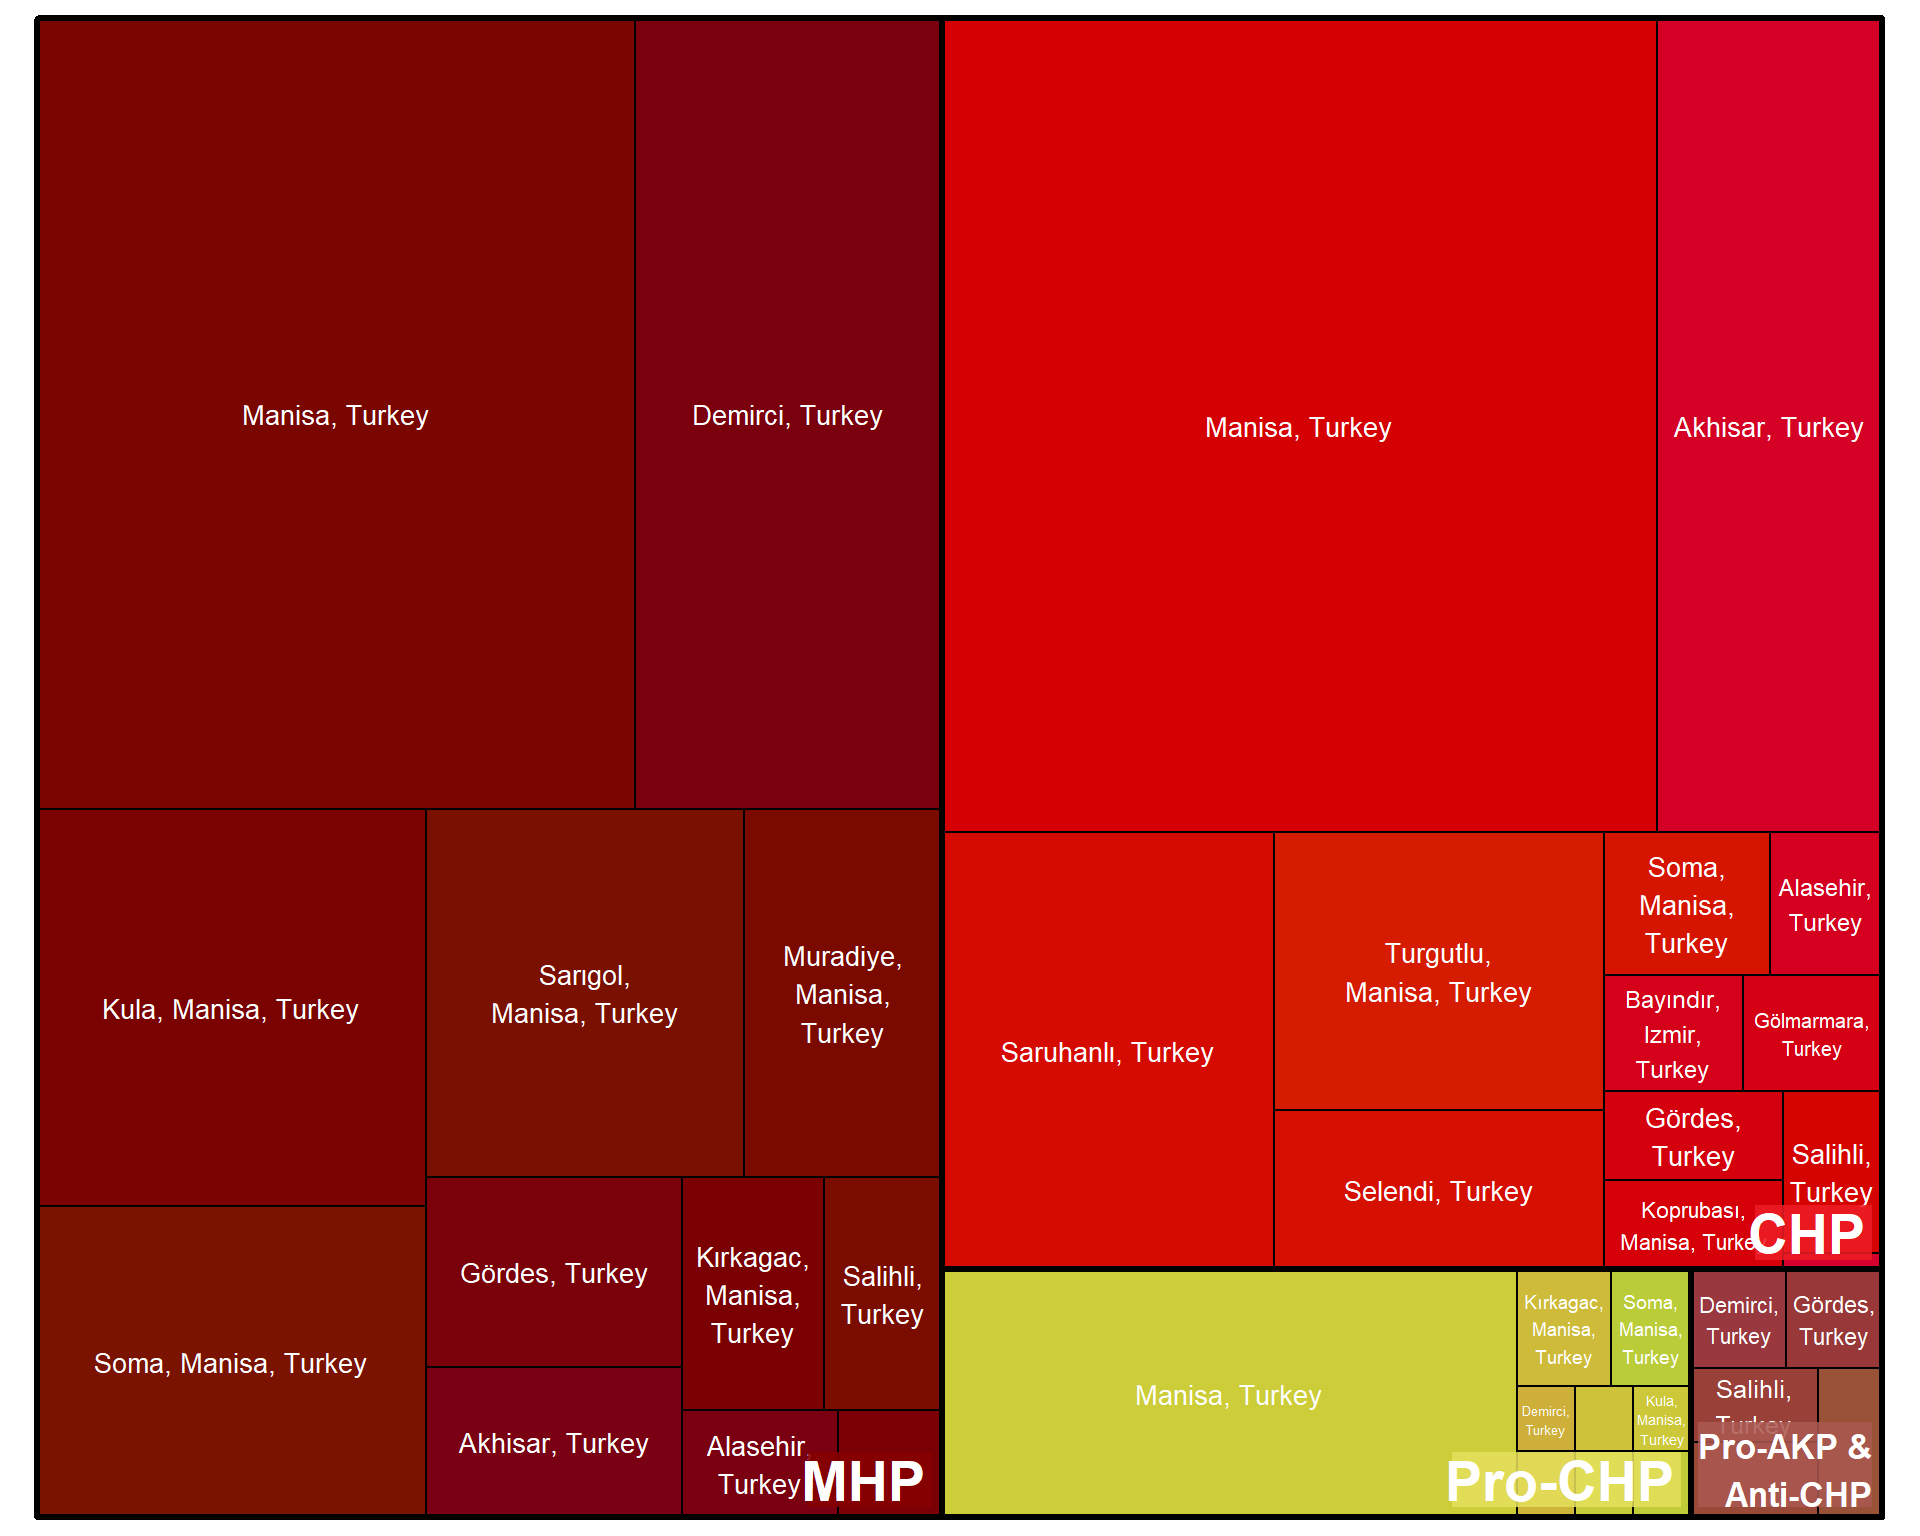 Manisa, Turkey
Demirci, Turkey
Kula, Manisa, Turkey
Sarıgol,
Manisa, Turkey
Muradiye,
Manisa,
Turkey
Soma, Manisa, Turkey
Gördes, Turkey
Kırkagac,
Manisa,
Turkey
Salihli,
Turkey
Akhisar, Turkey
Alasehir,
Turkey
MHP
Manisa, Turkey
Akhisar, Turkey
Saruhanlı, Turkey
Turgutlu,
Manisa, Turkey
Selendi, Turkey
Soma,
Manisa,
Turkey
Alasehir,
Turkey
Bayındır,
Izmir,
Turkey
Gölmarmara,
Turkey
Gördes,
Turkey
Salihli,
Turkey
Koprubası,
Manisa, Turkey
CHP
Manisa, Turkey
Kırkagac,
Manisa,
Turkey
Soma,
Manisa,
Turkey
Demirci,
Turkey
Kula,
Manisa,
Turkey
Pro-CHP
Demirci,
Turkey
Gördes,
Turkey
Salihli,
Turkey
Pro-AKP &
Anti-CHP